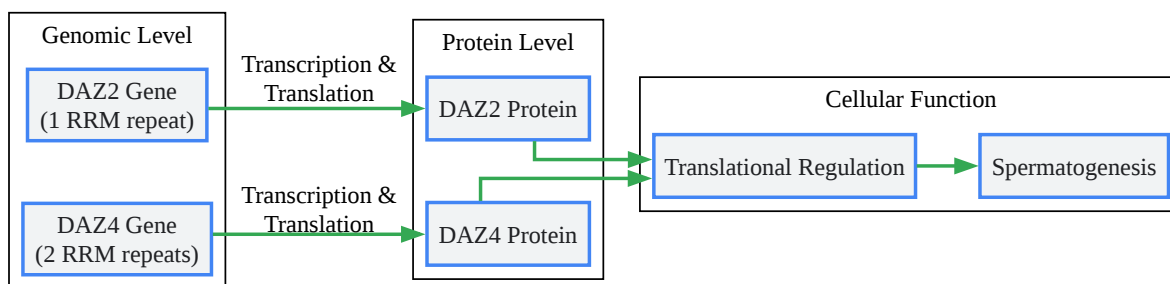 Genomic Level
DAZ2 Gene
(1 RRM repeat)
DAZ4 Gene
(2 RRM repeats)
Transcription &
Translation
Transcription &
Translation
Protein Level
DAZ2 Protein
DAZ4 Protein
Cellular Function
Translational Regulation
Spermatogenesis